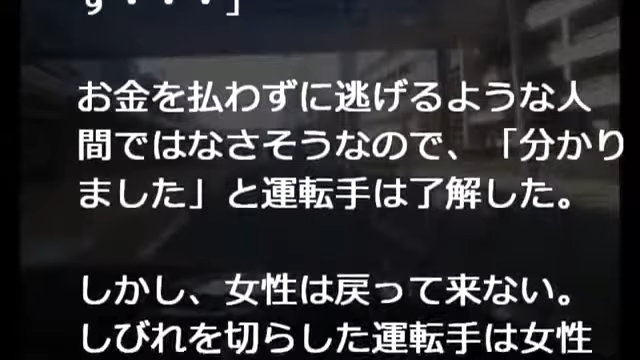 す・・・」
お金を払わずに逃げるような人
間ではなさそうなので、「分かり
ました」と運転手は了解した。
しかし、女性は戻って来ない。
しびれを切らした運転手は女性